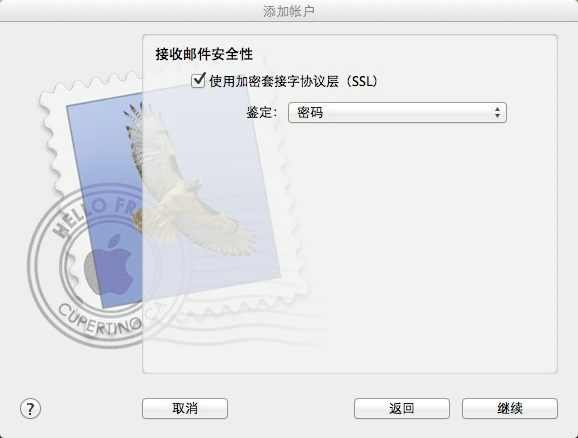 添加帐户
接收邮件安全性
使用加密套接字协议层（SSL）
鉴定：
密码
HELLO FR
CUPERTINO CA
?
取消
返回
继续